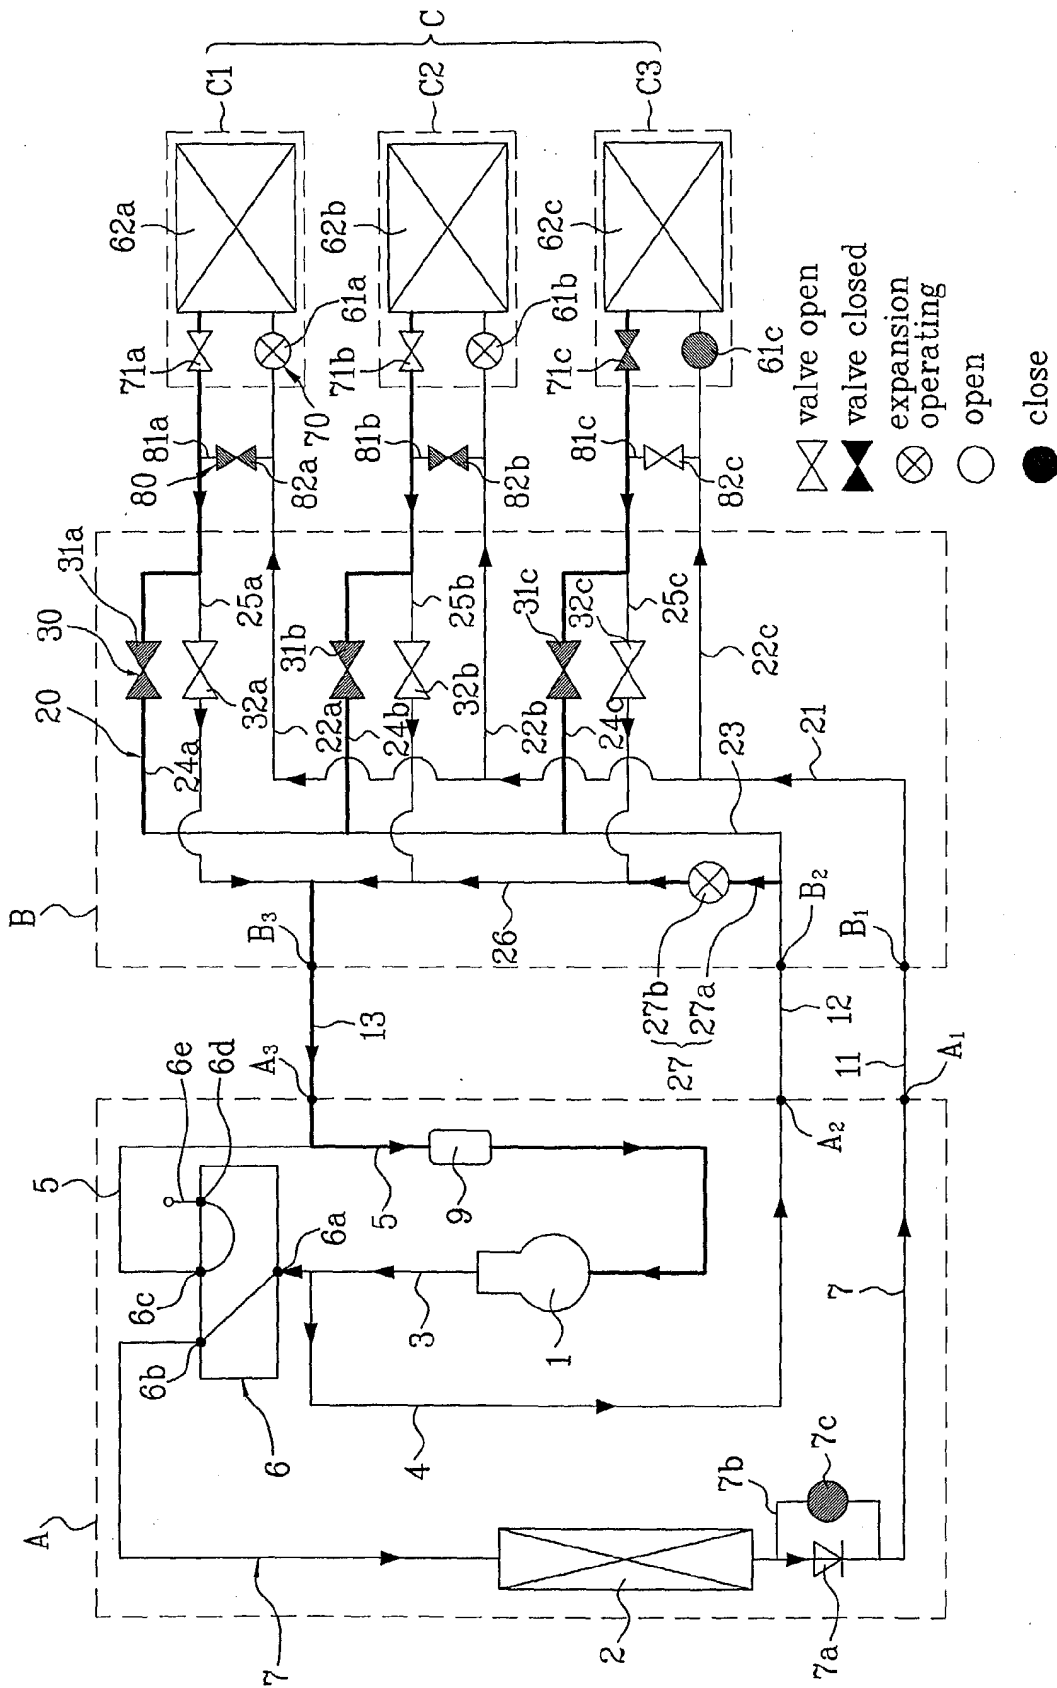 C
C1
C2
C3
62a
62b
62c
71a
61a
71b
61b
71c
61c
70
81a
80
82a
81b
82b
81c
82c
valve open
valve closed
expansion
operating
open
close
B
31a
30
20
25a
32a
24a
22a
31b
25b
32b
24b
22b
31c
32c
25c
24c
22c
23
21
26
27b
27a
27
B3
B2
B1
13
12
11
A3
A2
A1
A
6e
6d
6a
6c
6b
6
5
5
9
3
1
4
7
7
2
7b
7c
7a